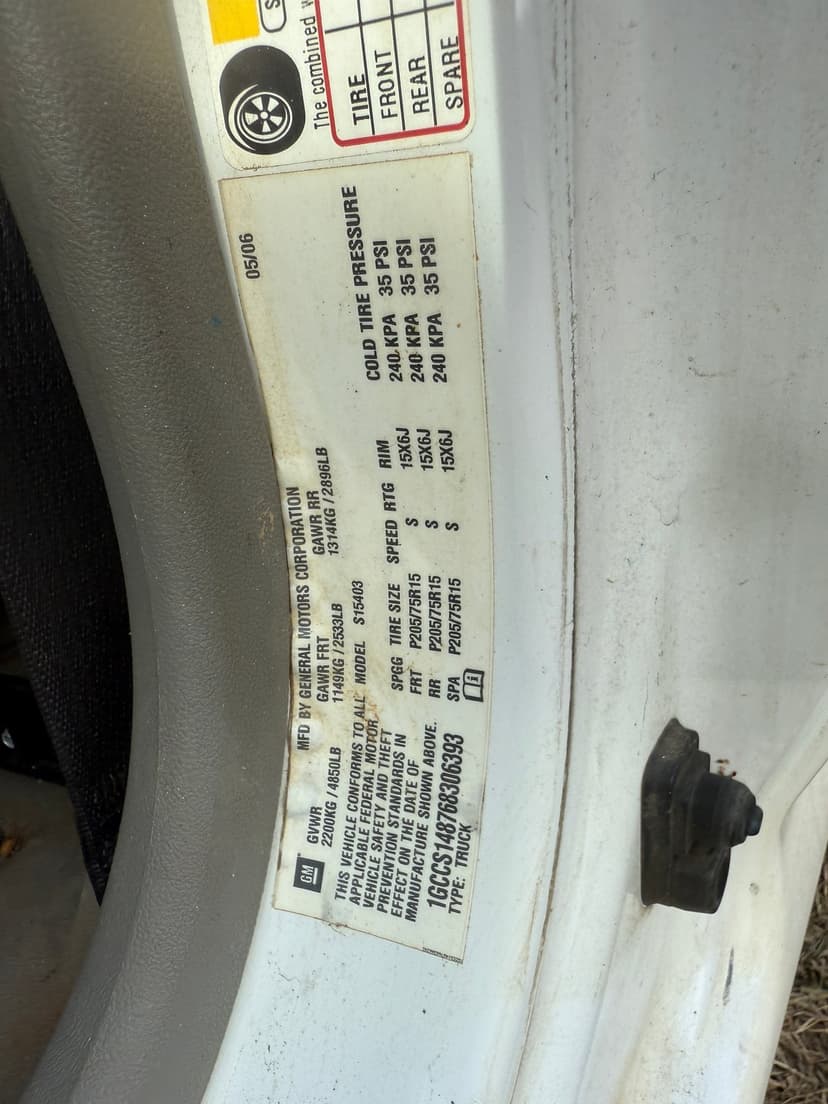 S
The combined w
TIRE
FRONT
REAR
SPARE
05/06
GM
MFD BY GENERAL MOTORS CORPORATION
GVWR GAWR FRT GAWR RR
2200KG / 4850LB 1149KG / 2533LB 1314KG / 2896LB
THIS VEHICLE CONFORMS TO ALL
APPLICABLE FEDERAL MOTOR
VEHICLE SAFETY AND THEFT
PREVENTION STANDARDS IN
EFFECT ON THE DATE OF
MANUFACTURE SHOWN ABOVE.
1GCCS148768306393
TYPE: TRUCK
MODEL S15403
SPGG TIRE SIZE SPEED RTG RIM COLD TIRE PRESSURE
FRT P205/75R15 S 15X6J 240 KPA 35 PSI
RR P205/75R15 S 15X6J 240 KPA 35 PSI
SPA P205/75R15 S 15X6J 240 KPA 35 PSI